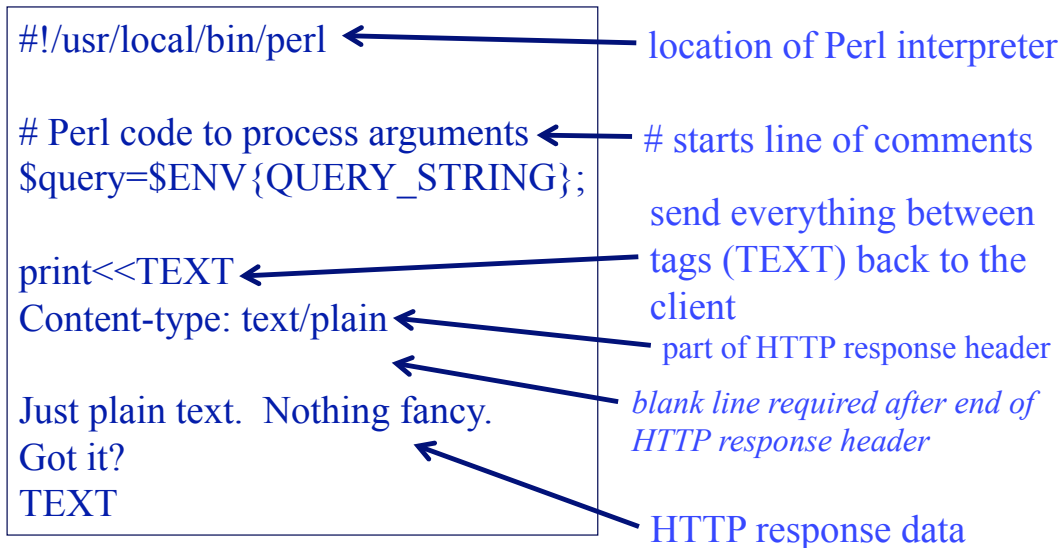 #!/usr/local/bin/perl
# Perl code to process arguments
$query=$ENV{QUERY_STRING};
print<<TEXT
Content-type: text/plain
Just plain text.  Nothing fancy.
Got it?
TEXT
location of Perl interpreter
# starts line of comments
send everything between
tags (TEXT) back to the
client
part of HTTP response header
blank line required after end of
HTTP response header
HTTP response data